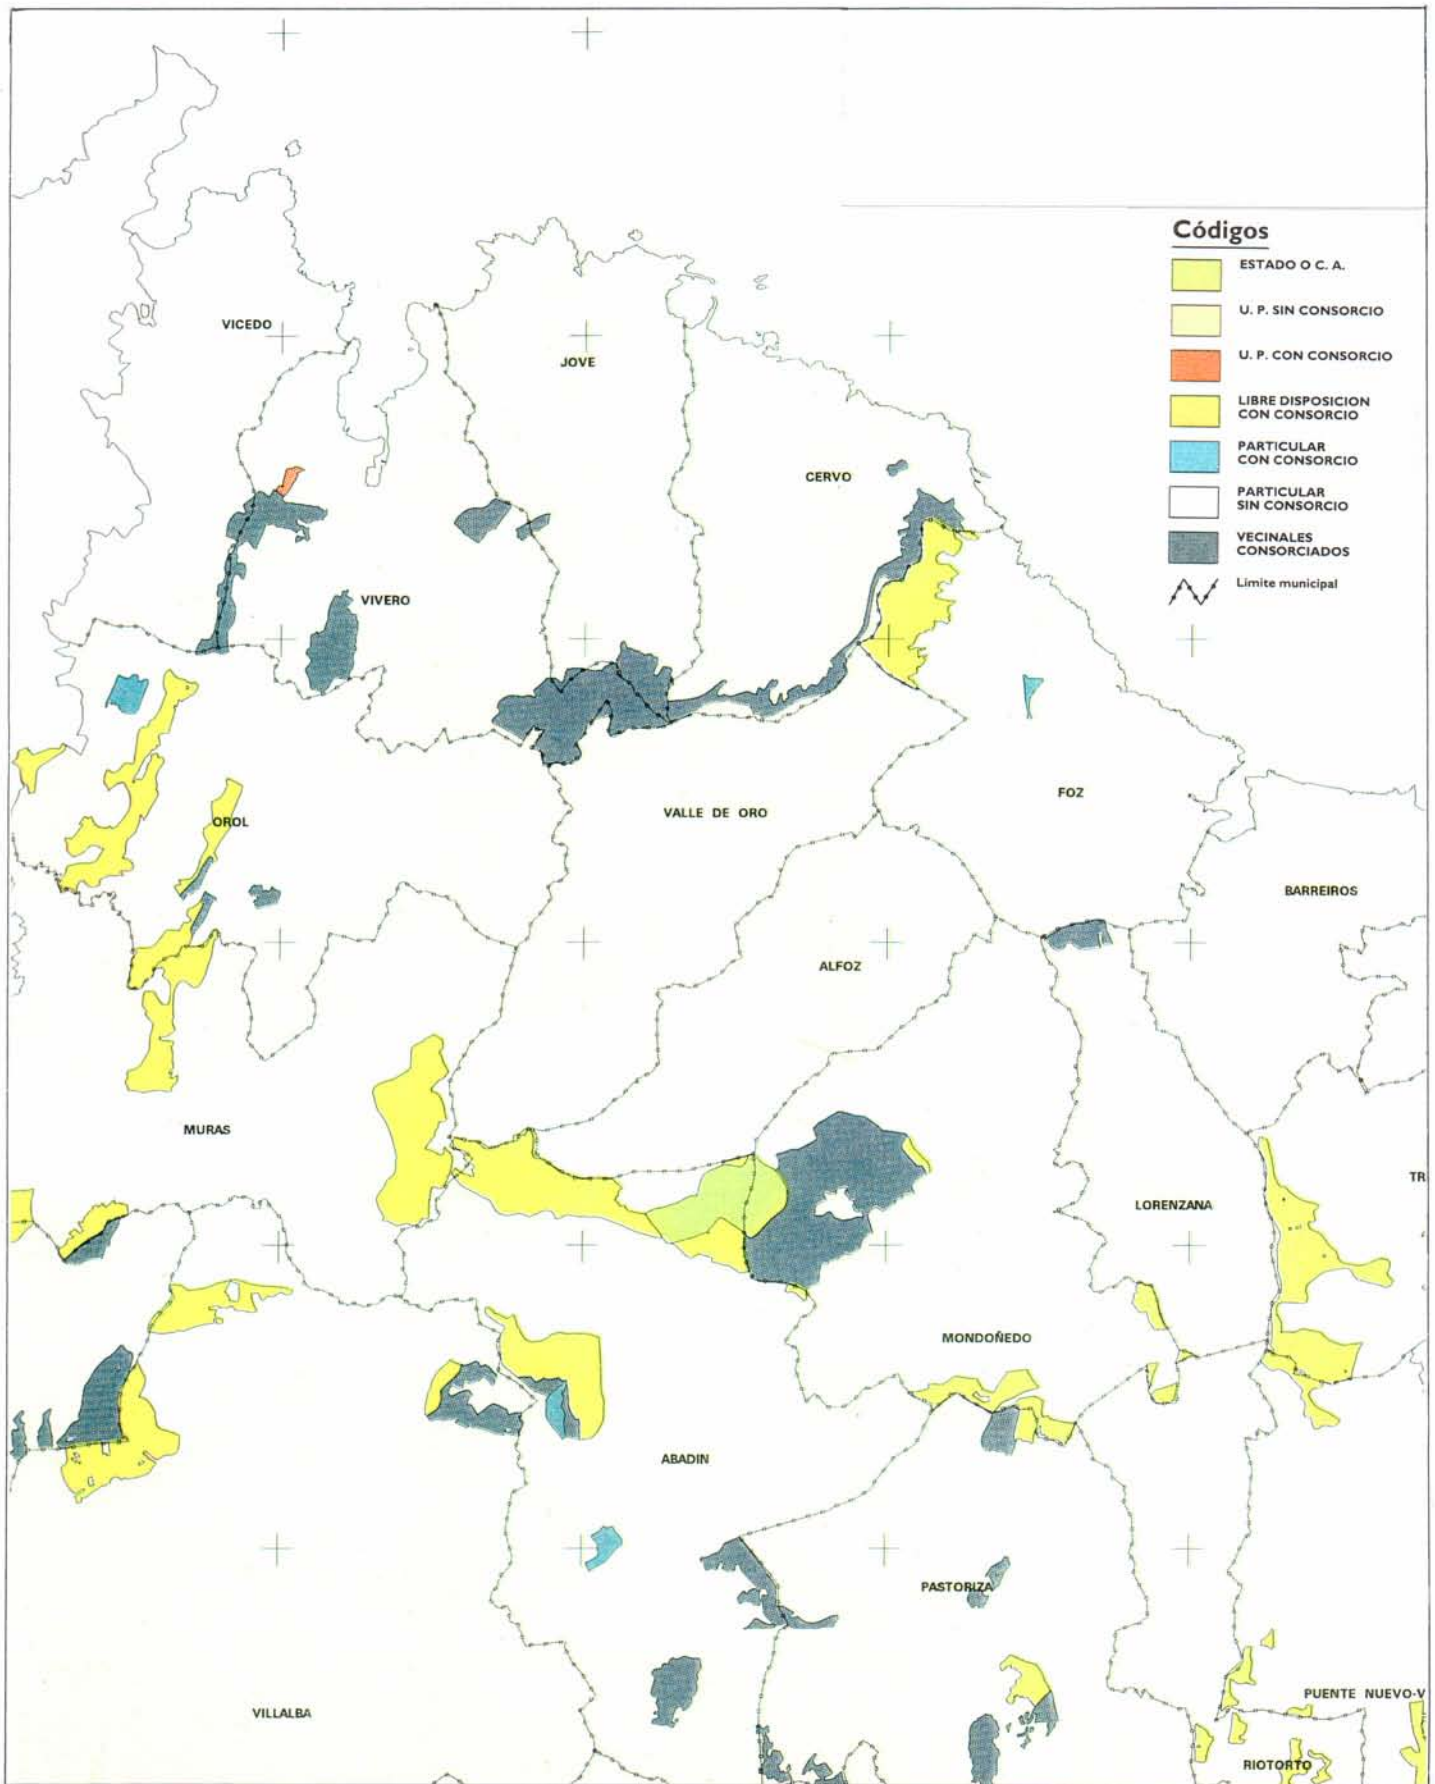 Códigos
ESTADO O C. A.
U. P. SIN CONSORCIO
U. P. CON CONSORCIO
LIBRE DISPOSICION
CON CONSORCIO
PARTICULAR
CON CONSORCIO
PARTICULAR
SIN CONSORCIO
VECINALES
CONSORCIADOS
Limite municipal
VICEDO
JOVE
CERVO
VIVERO
OROL
VALLE DE ORO
FOZ
BARREIROS
ALFOZ
MURAS
TR
LORENZANA
MONDOÑEDO
ABADIN
PASTORIZA
VILLALBA
PUENTE NUEVO-V
RIOTORTO